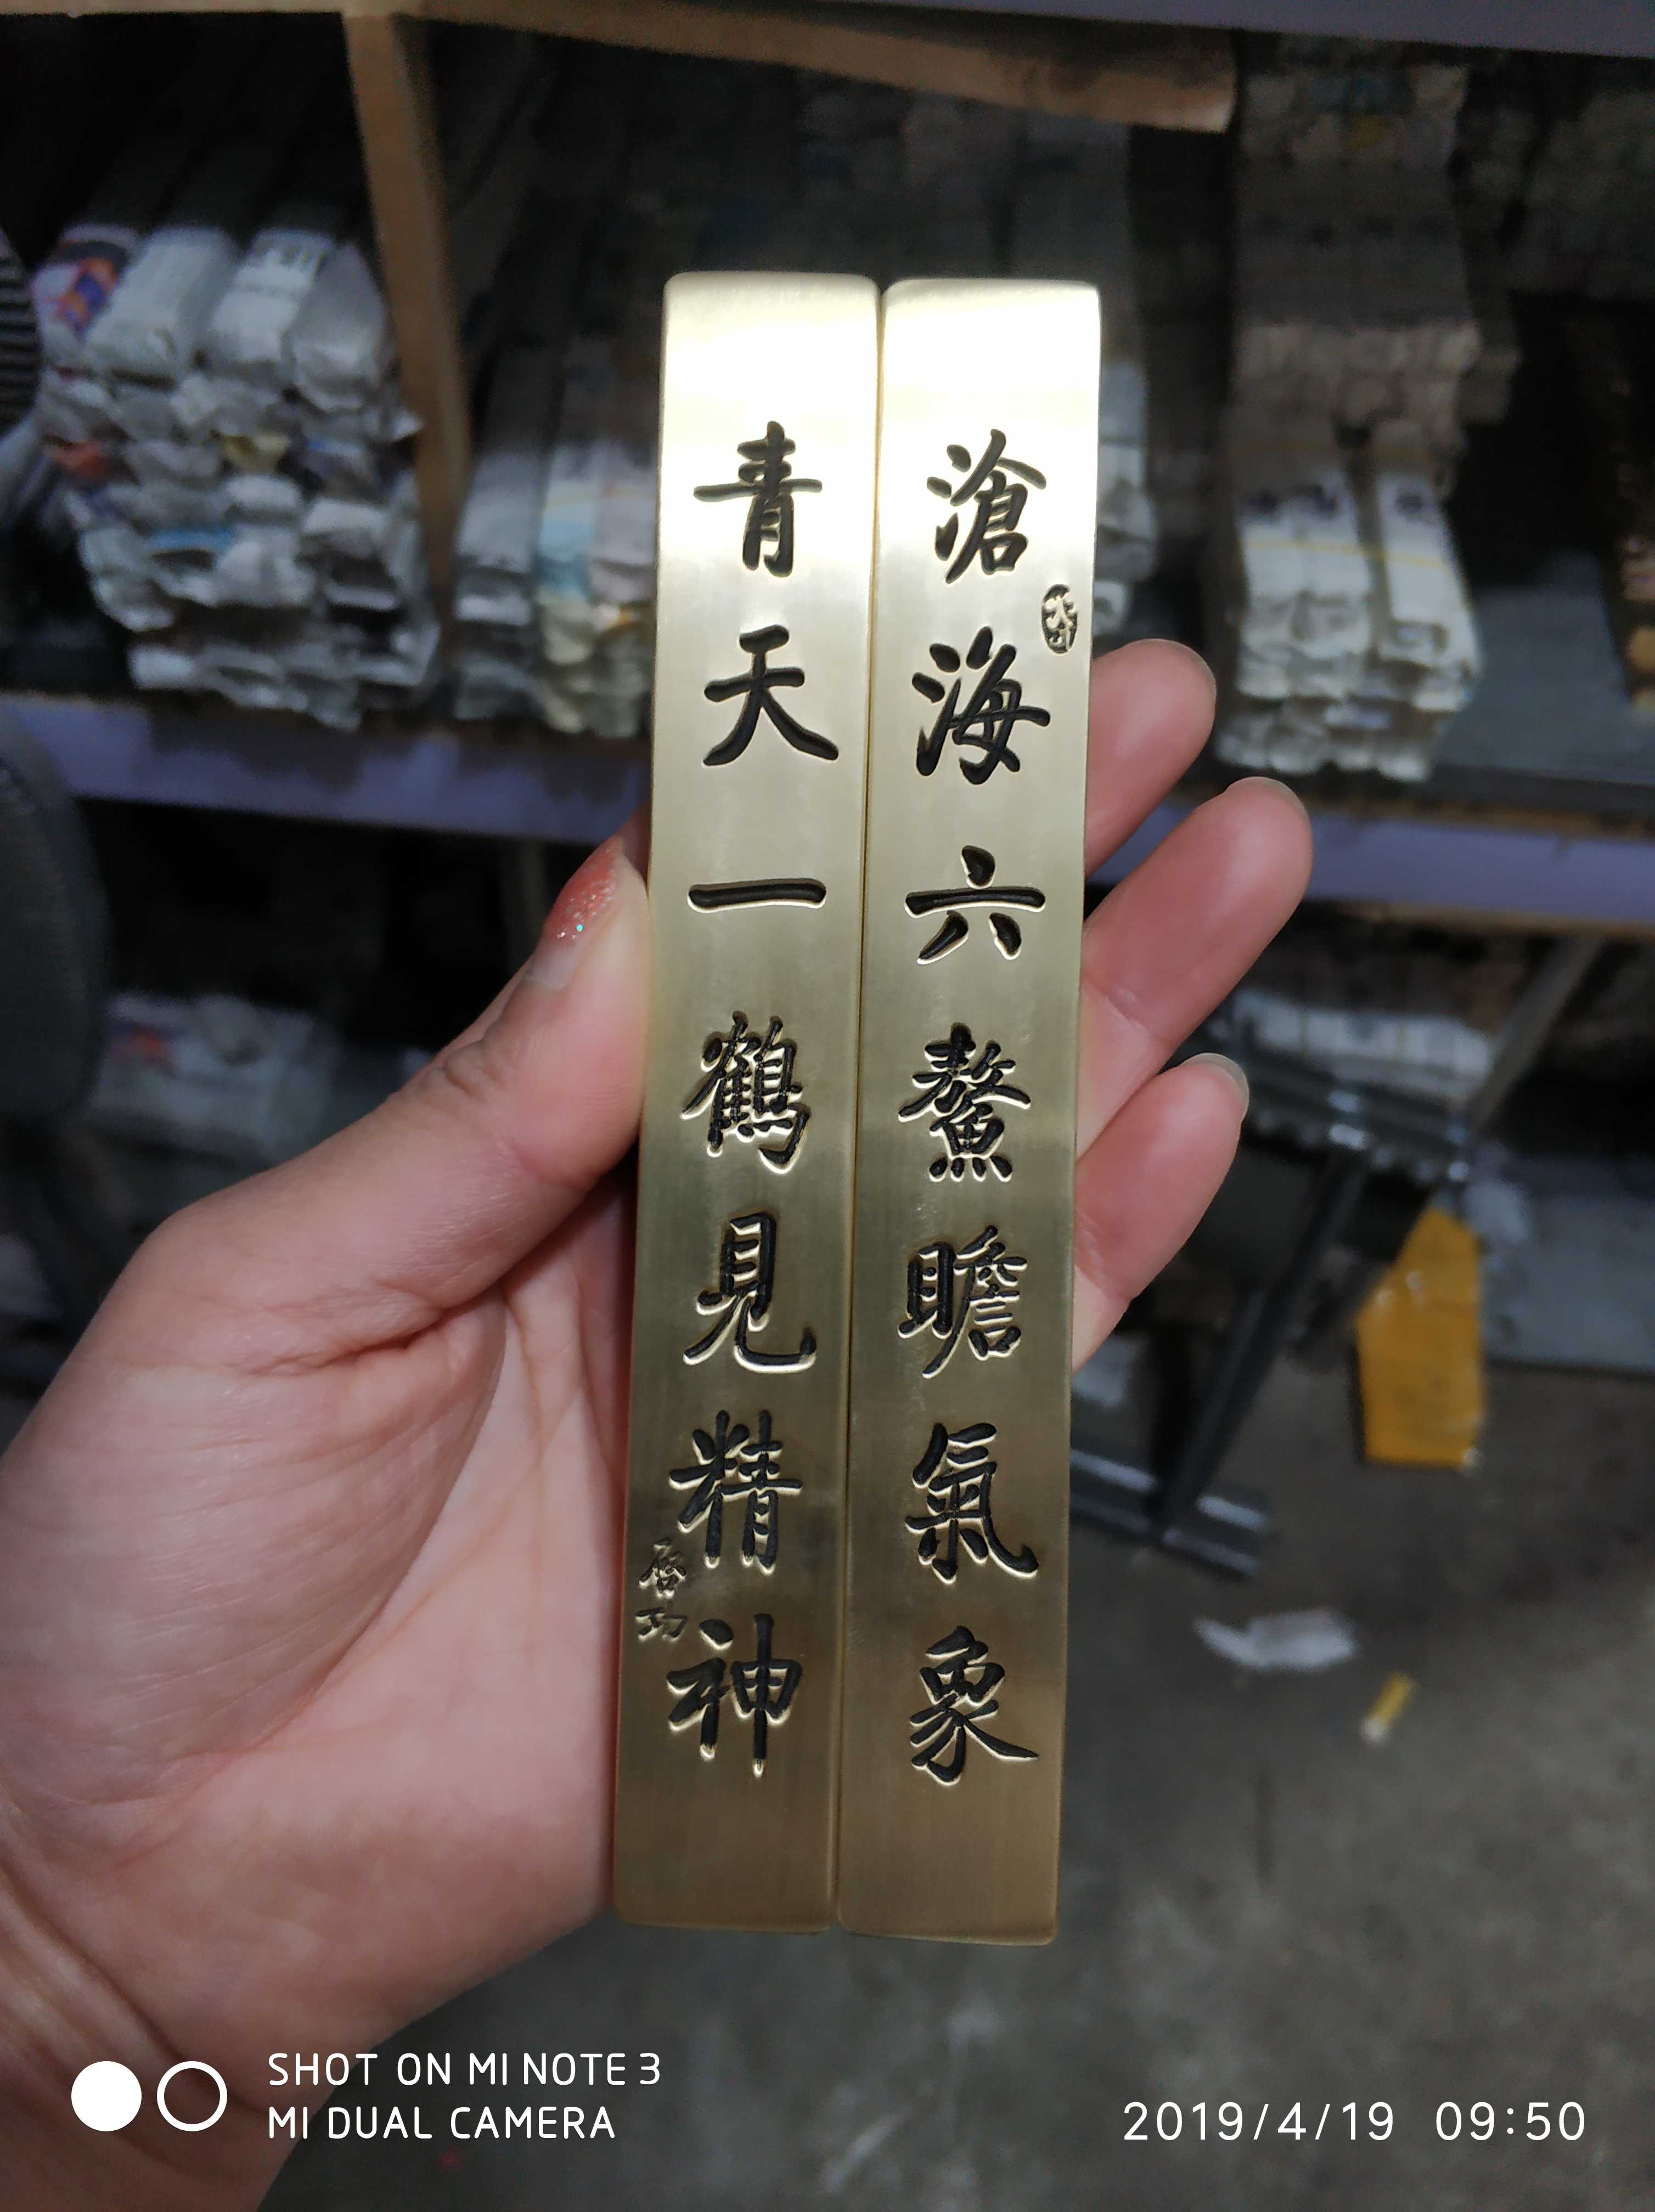 滄海六鰲瞻氣象
青天一鶴見精神
啓功
SHOT ON MI NOTE 3
MI DUAL CAMERA
2019/4/19 09:50